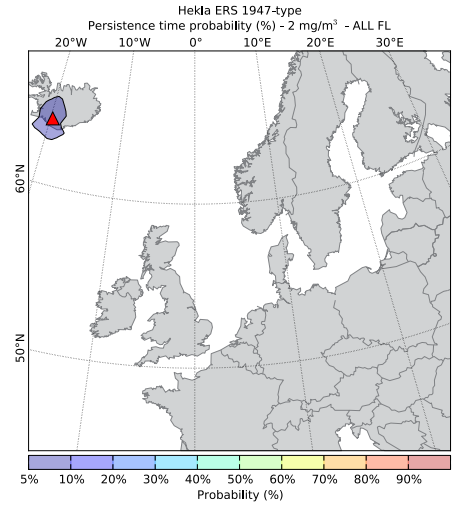 Hekla ERS 1947-type
Persistence time probability (%) - 2 mg/m³ - ALL FL
20°W 10°W 0° 10°E 20°E 30°E
60°N
50°N
5% 10% 20% 30% 40% 50% 60% 70% 80% 90%
Probability (%)